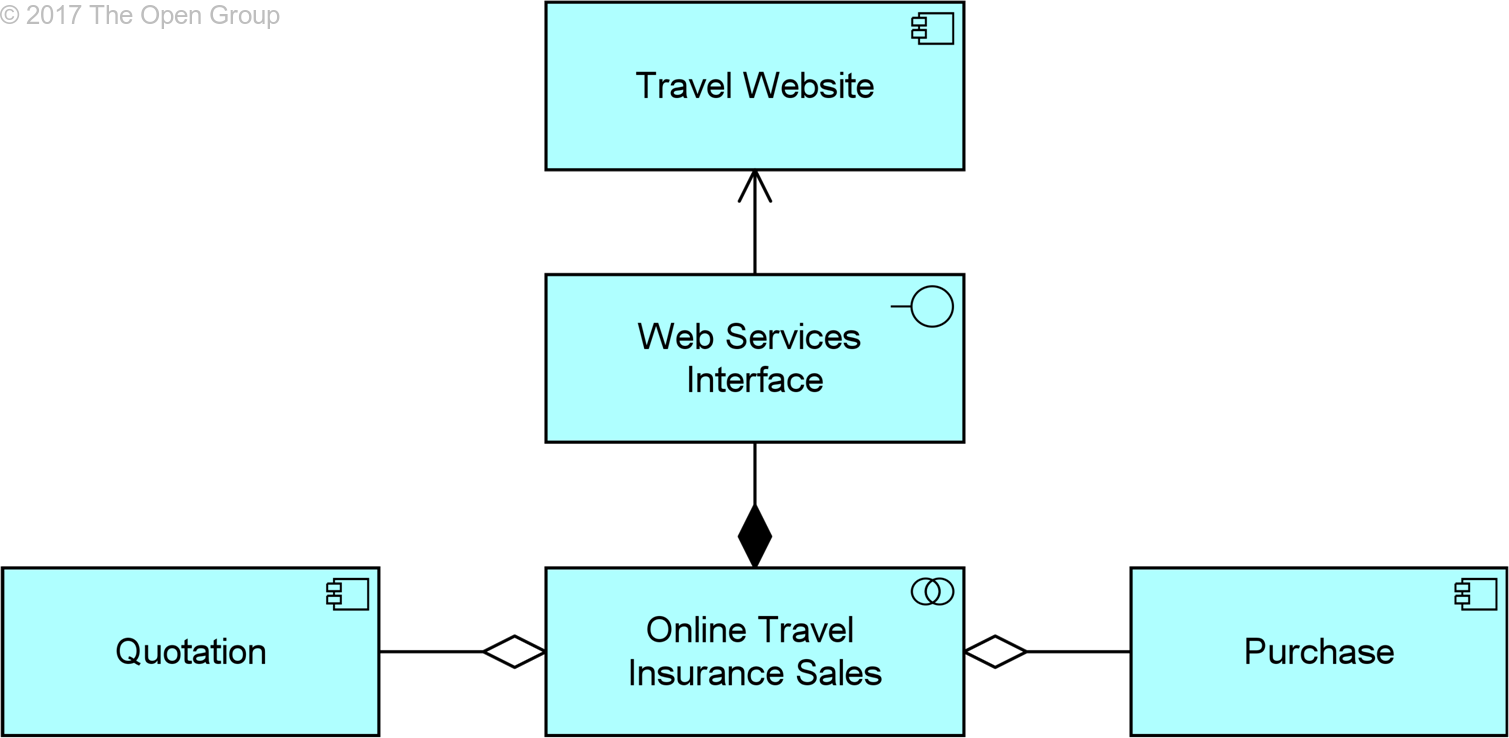 © 2017 The Open Group
Travel Website
Web Services
Interface
Quotation
Online Travel
Insurance Sales
Purchase